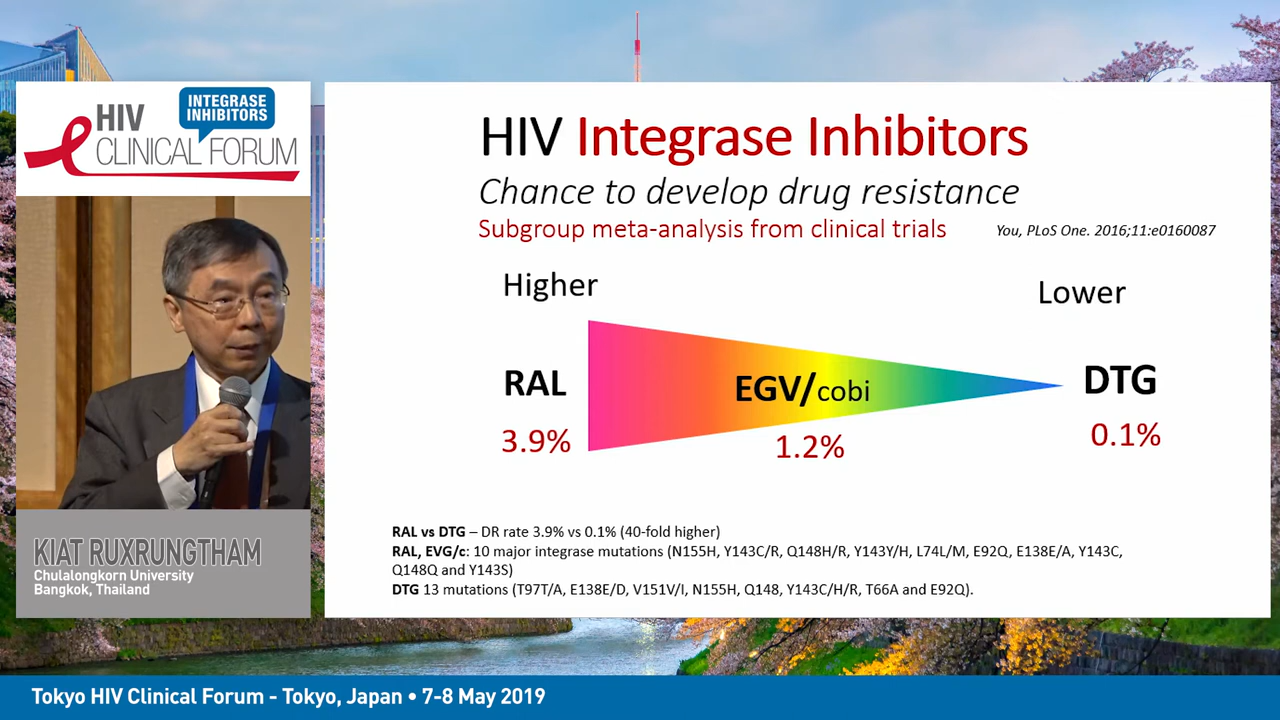 HIV
INTEGRASE
INHIBITORS
CLINICAL FORUM
KIAT RUXRUNGTHAM
Chulalongkorn University
Bangkok, Thailand
HIV Integrase Inhibitors
Chance to develop drug resistance
Subgroup meta-analysis from clinical trials
You, PLoS One. 2016;11:e0160087
Higher
Lower
RAL
EGV/cobi
DTG
3.9%
1.2%
0.1%
RAL vs DTG – DR rate 3.9% vs 0.1% (40-fold higher)
RAL, EVG/c: 10 major integrase mutations (N155H, Y143C/R, Q148H/R, Y143Y/H, L74L/M, E92Q, E138E/A, Y143C,
Q148Q and Y143S)
DTG 13 mutations (T97T/A, E138E/D, V151V/I, N155H, Q148, Y143C/H/R, T66A and E92Q).
Tokyo HIV Clinical Forum - Tokyo, Japan • 7-8 May 2019